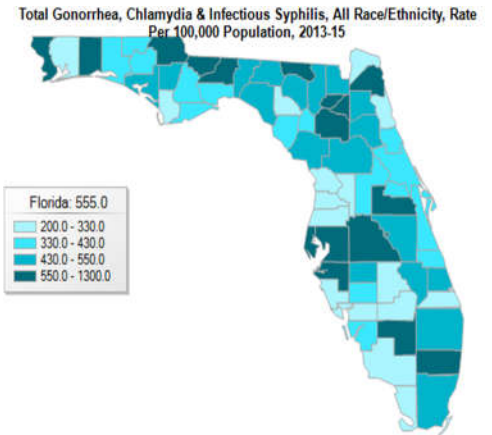 Total Gonorrhea, Chlamydia & Infectious Syphilis, All Race/Ethnicity, Rate
Per 100,000 Population, 2013-15
Florida: 555.0
200.0 - 330.0
330.0 - 430.0
430.0 - 550.0
550.0 - 1300.0